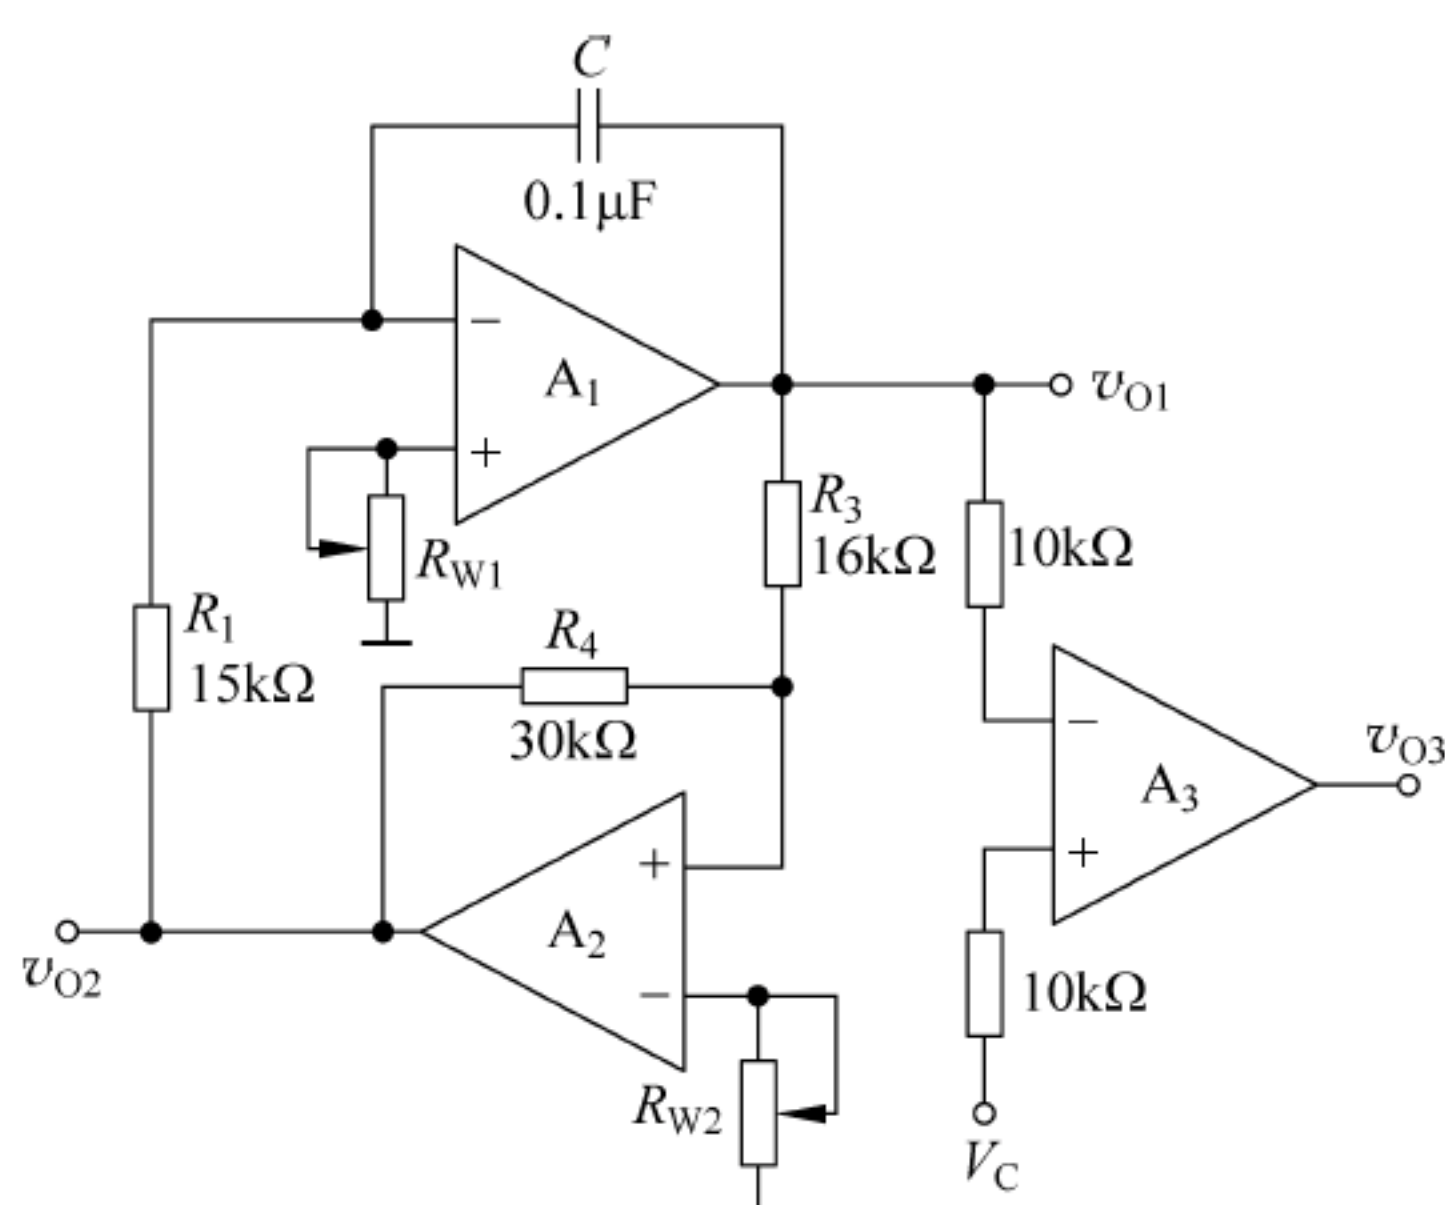 C
0.1μF
−
A1
+
vO1
RW1
R3
16kΩ
10kΩ
R1
15kΩ
R4
30kΩ
−
A3
+
vO3
+
A2
−
vO2
RW2
10kΩ
VC